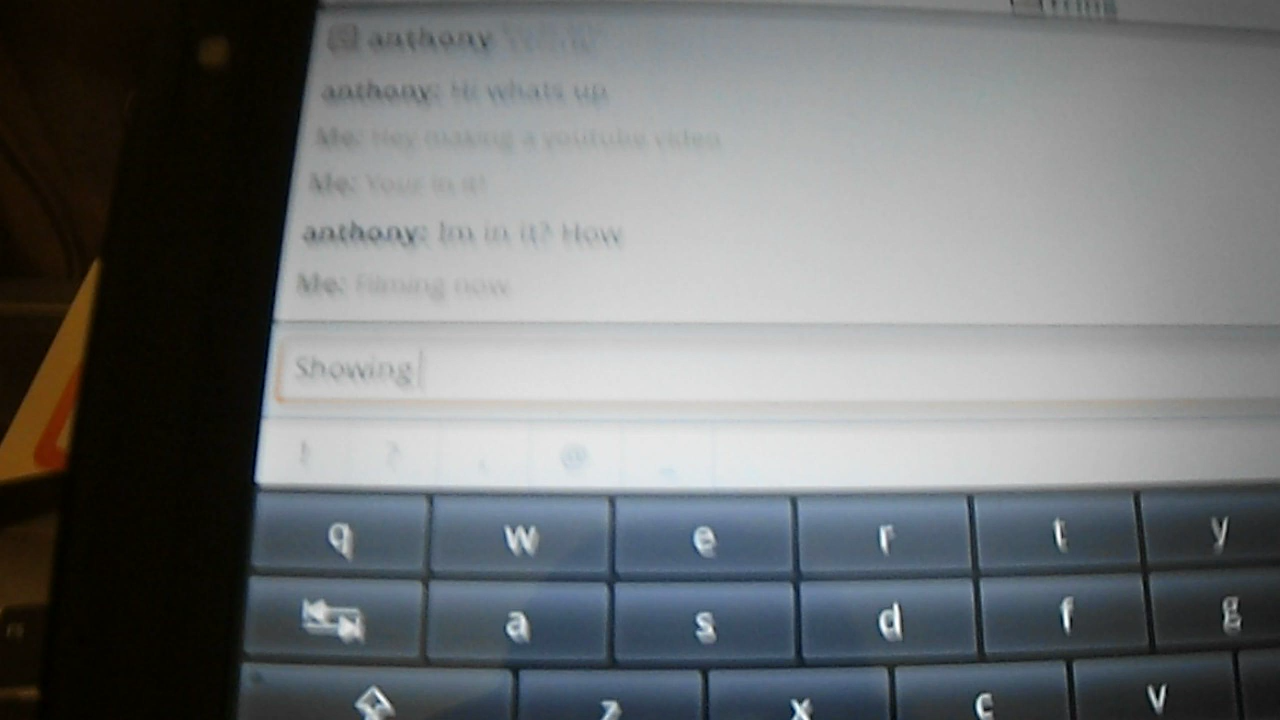 anthony
anthony: Hi whats up
Me: Hey making a youtube video
Me: Your in it!
anthony: Im in it? How
Me: Filming now
Showing
! ? , @ _
q w e r t y
a s d f g
z x c v